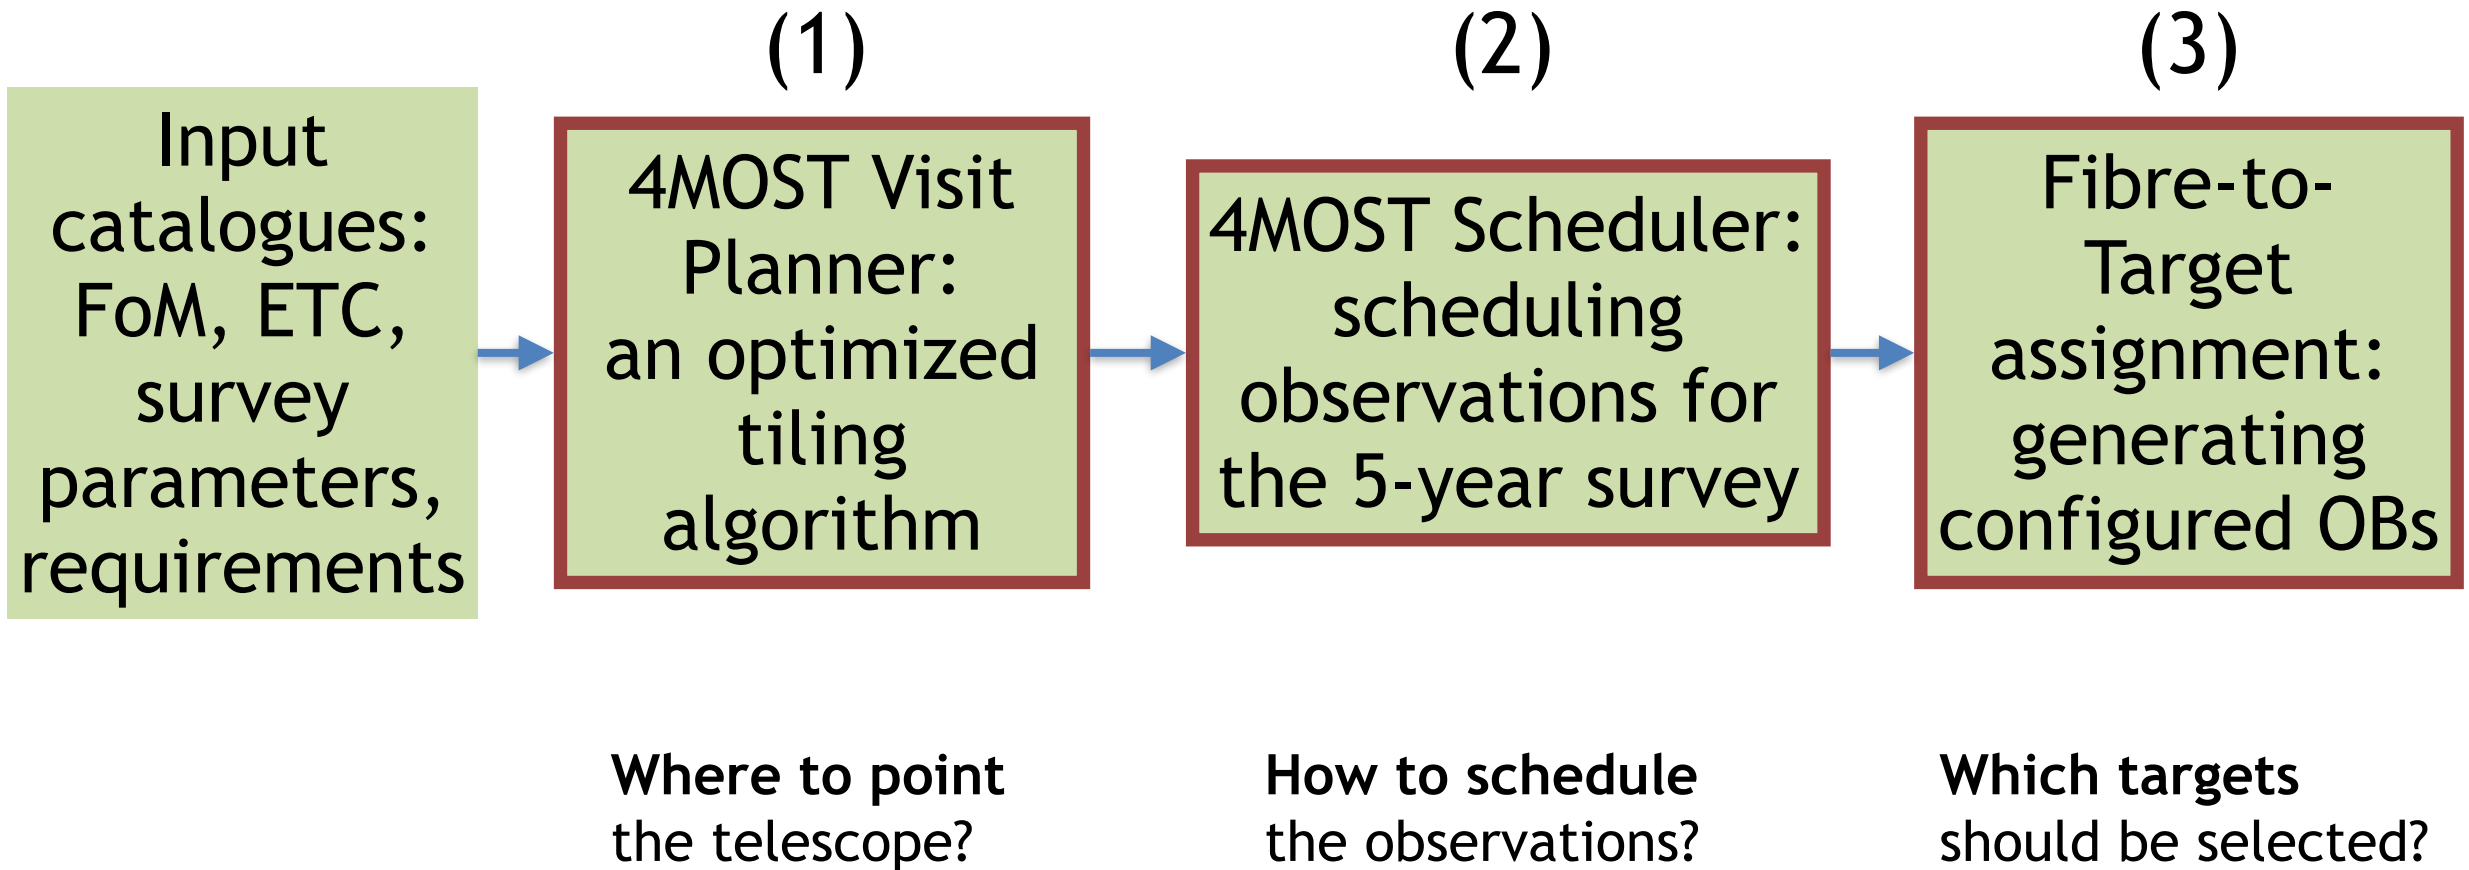 (1)
(2)
(3)
Input
catalogues:
FoM, ETC,
survey
parameters,
requirements
4MOST Visit
Planner:
an optimized
tiling
algorithm
4MOST Scheduler:
scheduling
observations for
the 5-year survey
Fibre-to-
Target
assignment:
generating
configured OBs
Where to point
the telescope?
How to schedule
the observations?
Which targets
should be selected?